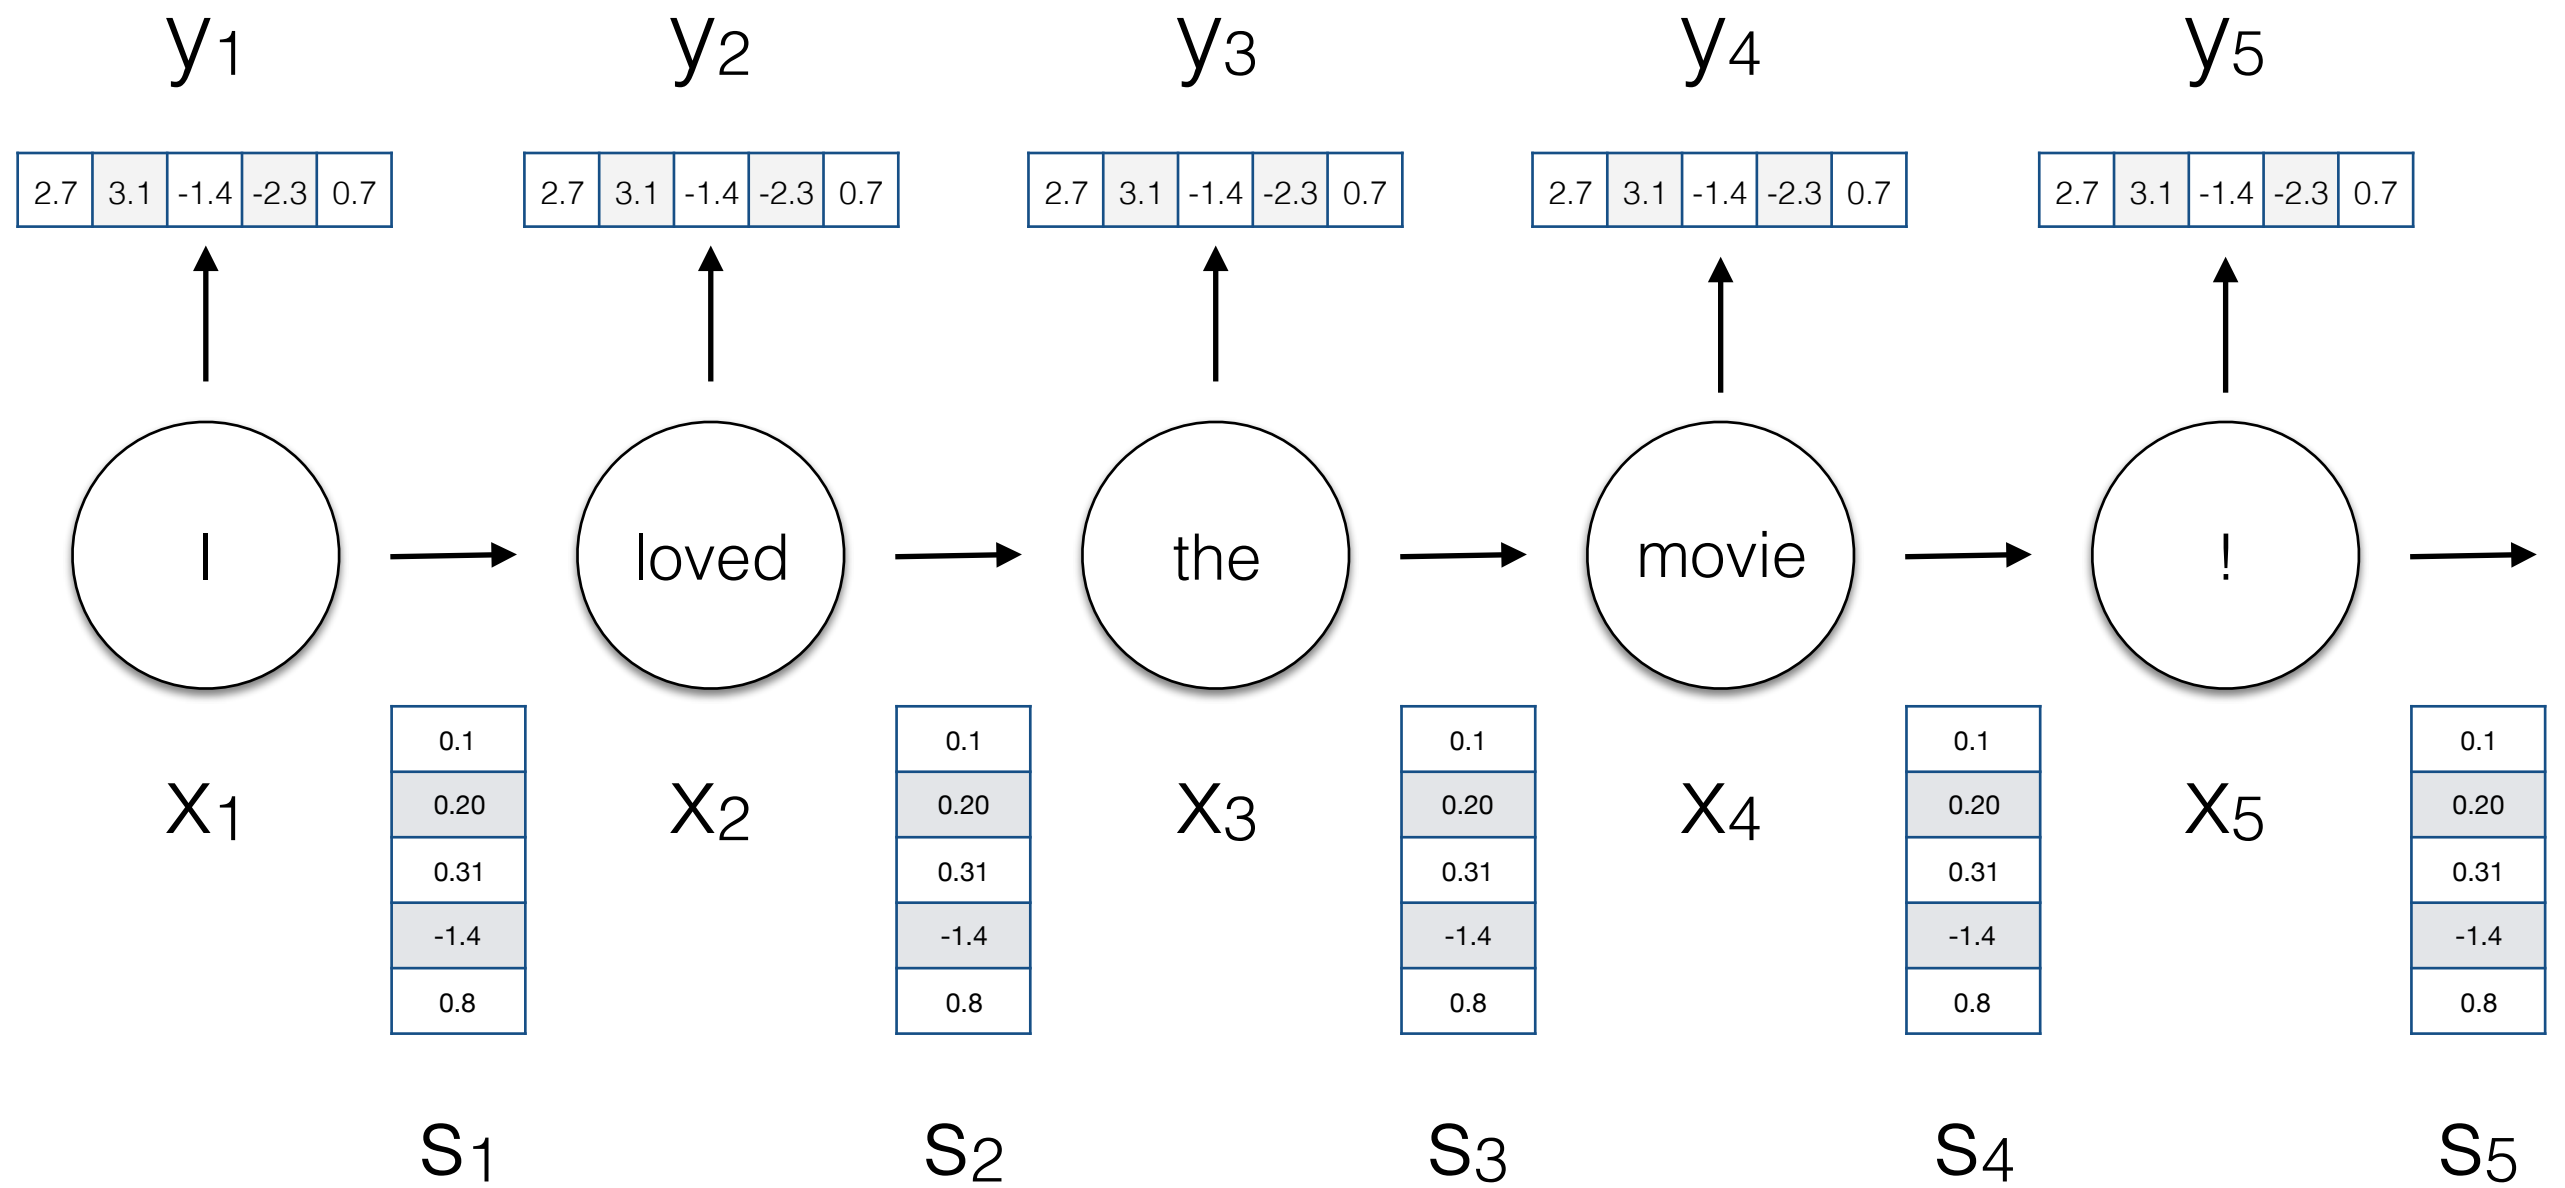 y1 y2 y3 y4 y5
2.7 3.1 -1.4 -2.3 0.7 2.7 3.1 -1.4 -2.3 0.7 2.7 3.1 -1.4 -2.3 0.7 2.7 3.1 -1.4 -2.3 0.7 2.7 3.1 -1.4 -2.3 0.7
I loved the movie !
0.1 0.1 0.1 0.1 0.1
0.20 0.20 0.20 0.20 0.20
x1 x2 x3 x4 x5
0.31 0.31 0.31 0.31 0.31
-1.4 -1.4 -1.4 -1.4 -1.4
0.8 0.8 0.8 0.8 0.8
s1 s2 s3 s4 s5